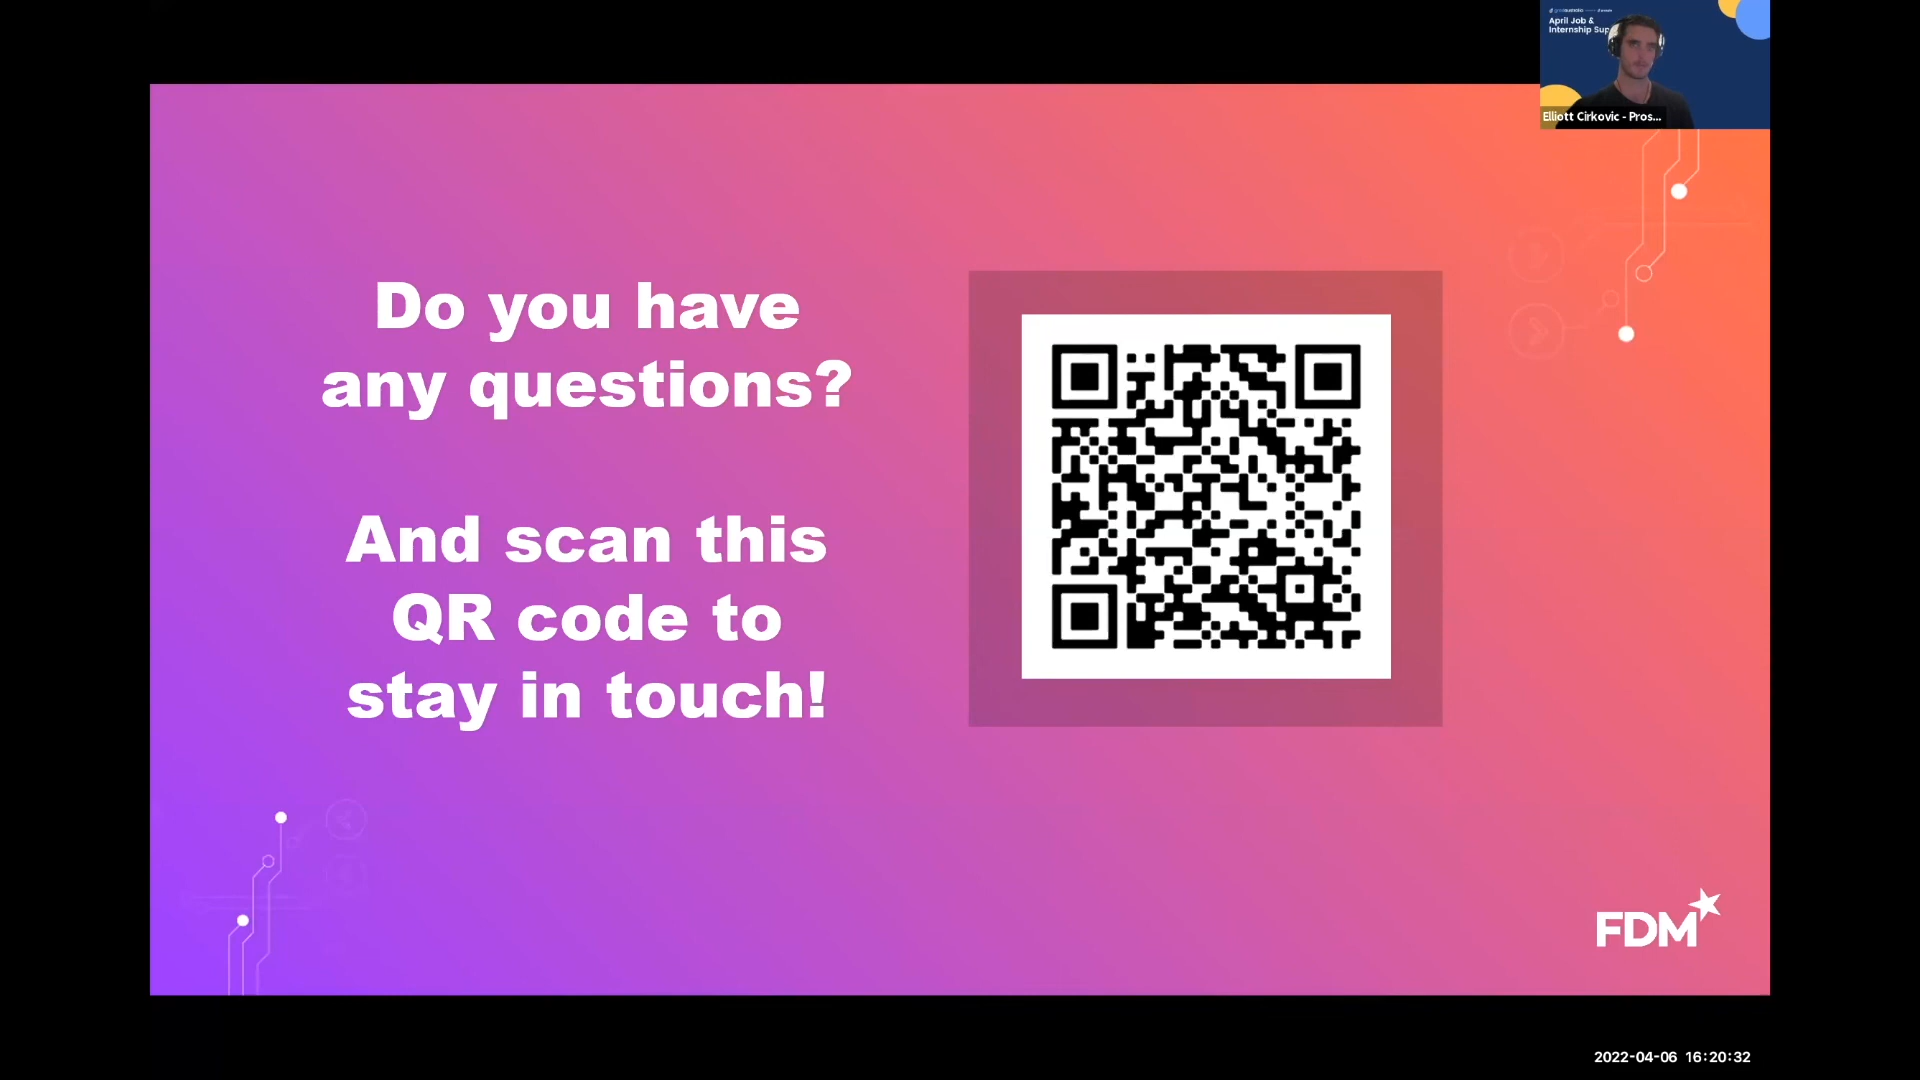 April Job &
Internship Sup
Elliott Cirkovic - Pros...
Do you have
any questions?
And scan this
QR code to
stay in touch!
FDM
2022-04-06 16:20:32